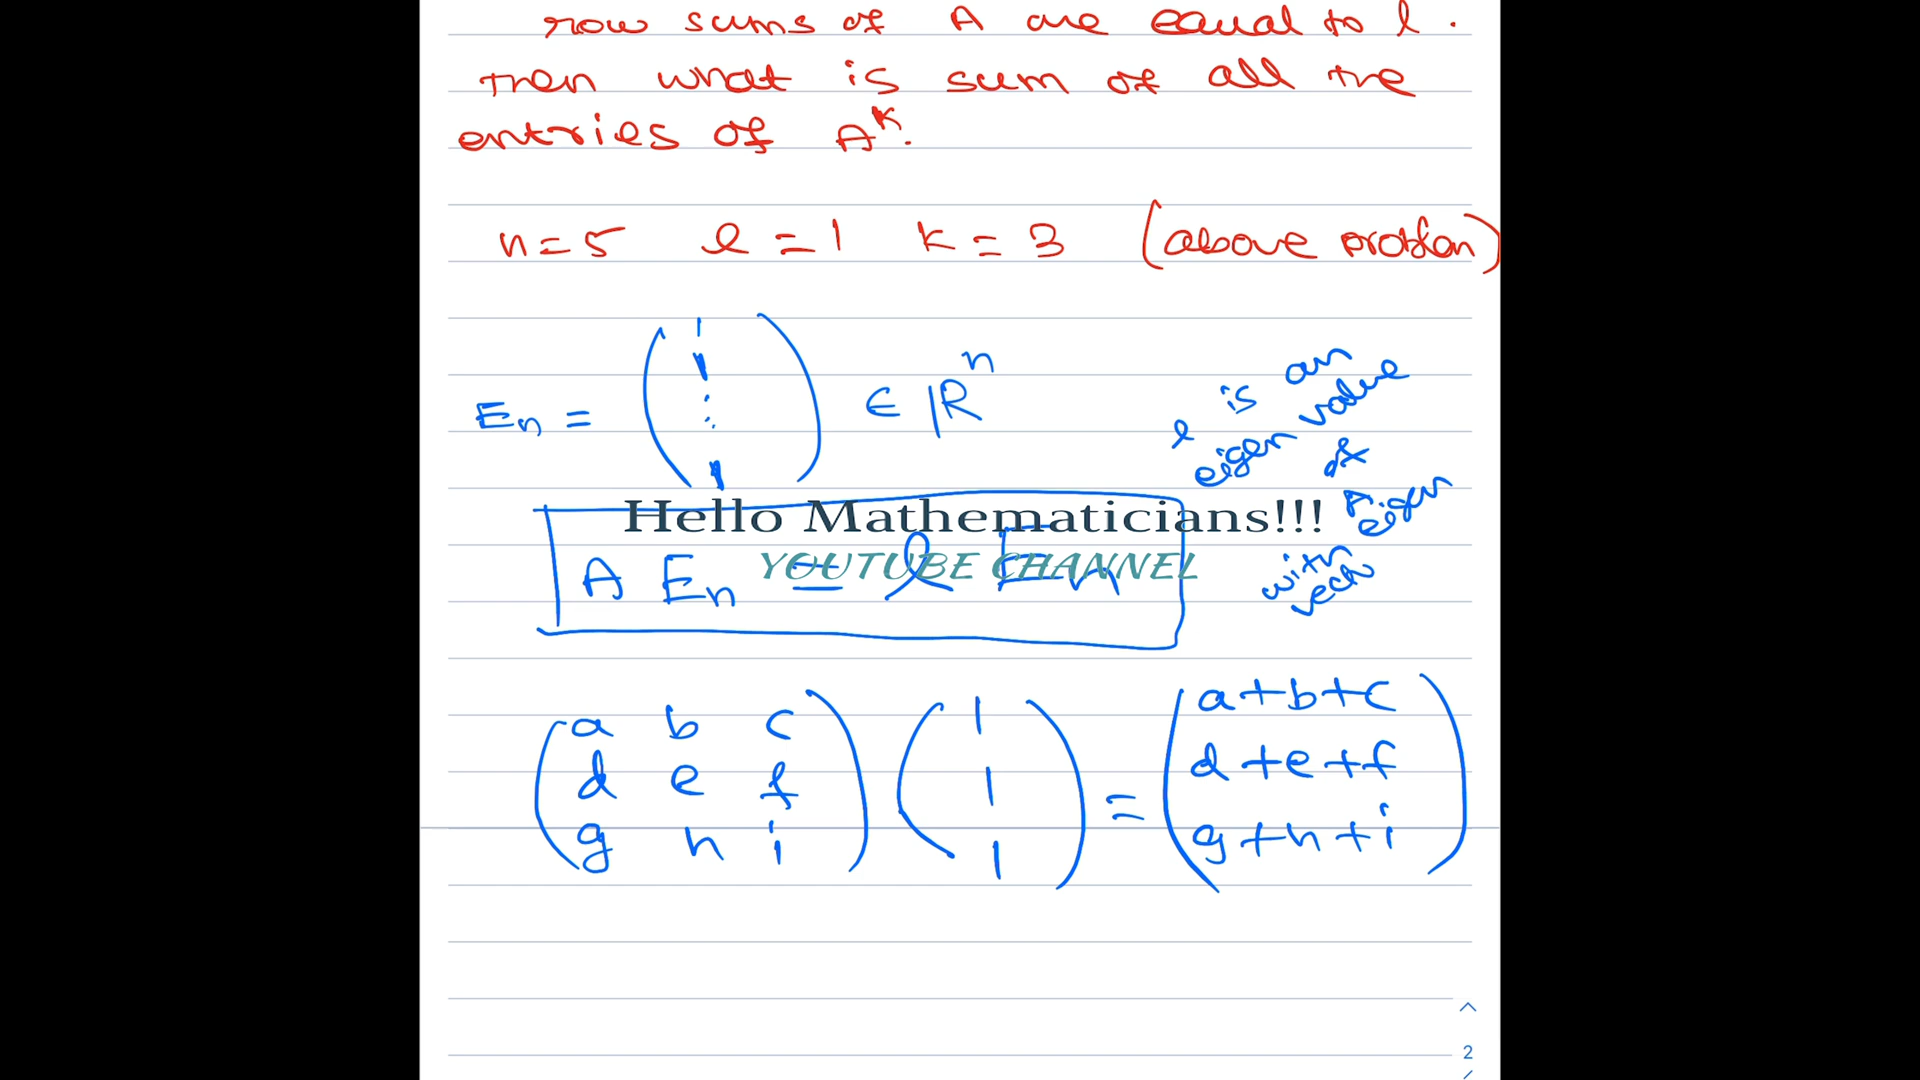 row sums of A are equal to l.
Then what is sum of all the
entries of A^k.
n = 5 l = 1 k = 3 (above problem)
E_n = ( 1 1 ⋮ 1 ) ∈ ℝ^n
l is an
eigen value
of
A
with eigen
vector
Hello Mathematicians!!!
YOUTUBE CHANNEL
A E_n = l E_n
( a b c ) ( 1 ) = ( a+b+c )
( d e f ) ( 1 ) ( d+e+f )
( g h i ) ( 1 ) ( g+h+i )
2